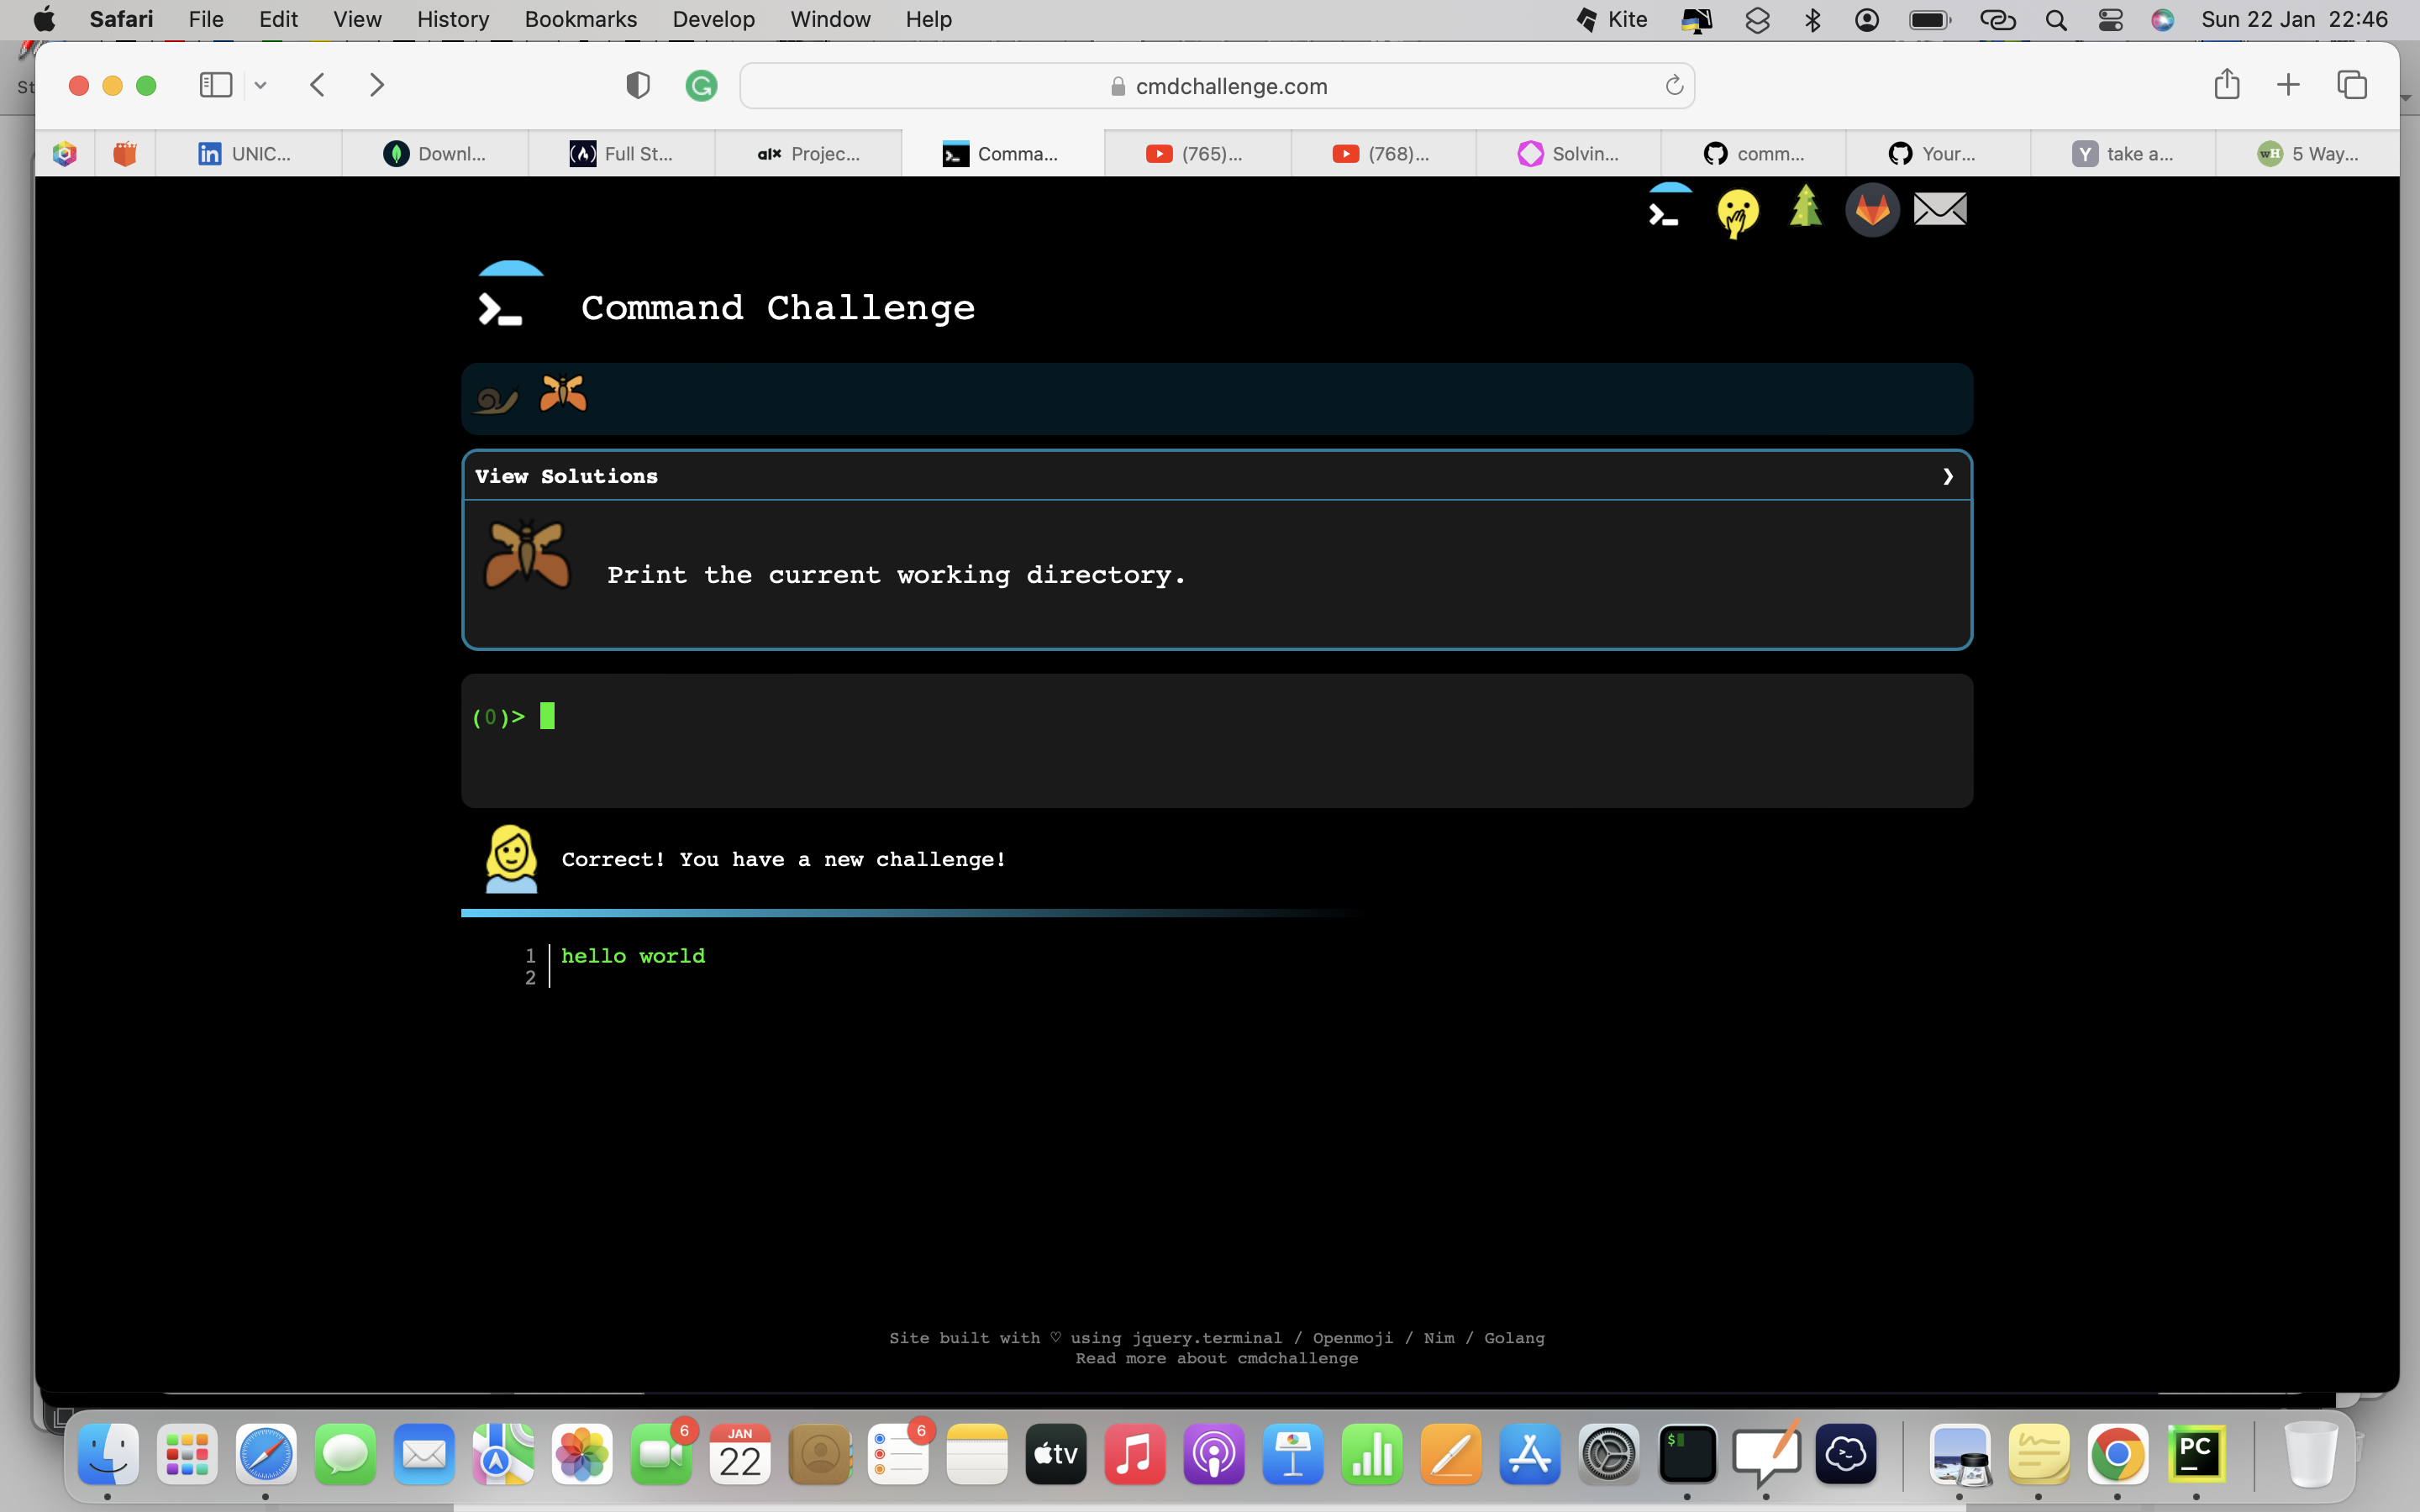 Safari File Edit View History Bookmarks Develop Window Help Kite Sun 22 Jan 22:46
cmdchallenge.com
UNIC... Downl... Full St... alx Projec... Comma... (765)... (768)... Solvin... comm... Your... Y take a... wH 5 Way...
Command Challenge
View Solutions
Print the current working directory.
(0)>
Correct! You have a new challenge!
1 hello world
2
Site built with ♡ using jquery.terminal / Openmoji / Nim / Golang
Read more about cmdchallenge
6 JAN 22 6 tv $ PC